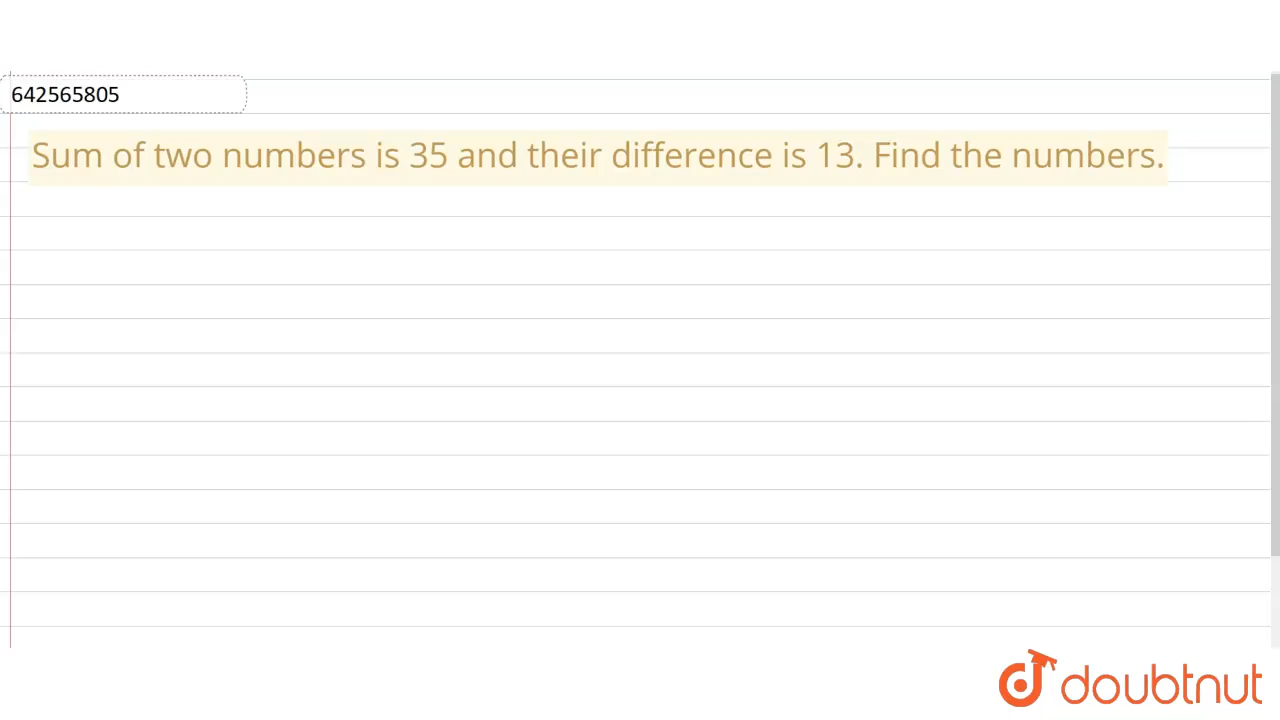 642565805
Sum of two numbers is 35 and their difference is 13. Find the numbers.
doubtnut